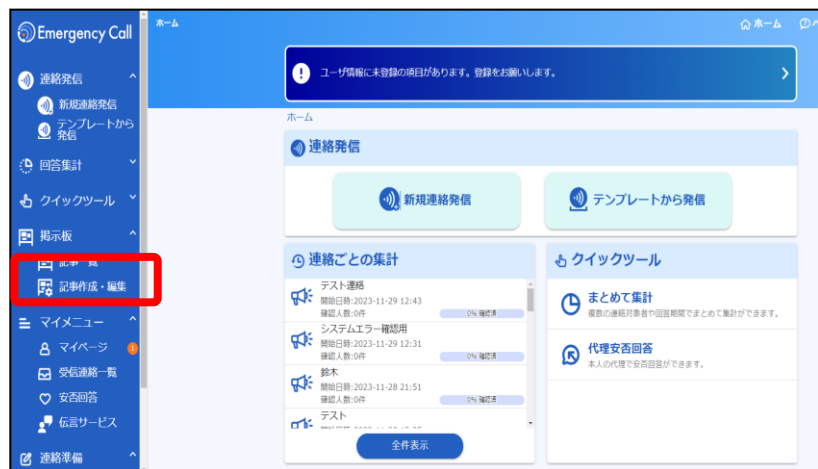 Emergency Call
ホーム
ホーム
連絡発信
新規連絡発信
テンプレートから
発信
回答集計
クイックツール
掲示板
記事一覧
記事作成・編集
マイメニュー
マイページ
1
受信連絡一覧
安否回答
伝言サービス
連絡準備
ユーザ情報に未登録の項目があります。登録をお願いします。
ホーム
連絡発信
新規連絡発信
テンプレートから発信
連絡ごとの集計
テスト連絡
開始日時:2023-11-29 12:43
確認人数:0件
0% 確認済
システムエラー確認用
開始日時:2023-11-29 12:31
確認人数:0件
0% 確認済
鈴木
開始日時:2023-11-28 21:51
確認人数:0件
0% 確認済
テスト
全件表示
クイックツール
まとめて集計
複数の連絡対象者や回答期間でまとめて集計ができます。
代理安否回答
本人の代理で安否回答ができます。